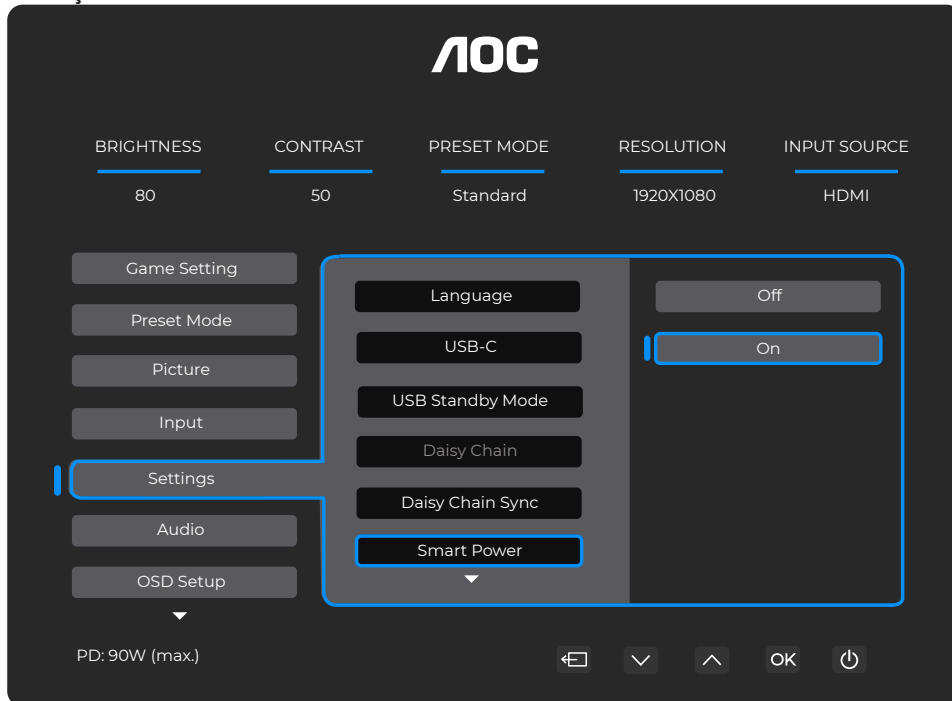 AOC
BRIGHTNESS CONTRAST PRESET MODE RESOLUTION INPUT SOURCE
80 50 Standard 1920X1080 HDMI
Game Setting
Preset Mode
Picture
Input
Settings
Audio
OSD Setup
Language
USB-C
USB Standby Mode
Daisy Chain
Daisy Chain Sync
Smart Power
Off
On
PD: 90W (max.)
OK